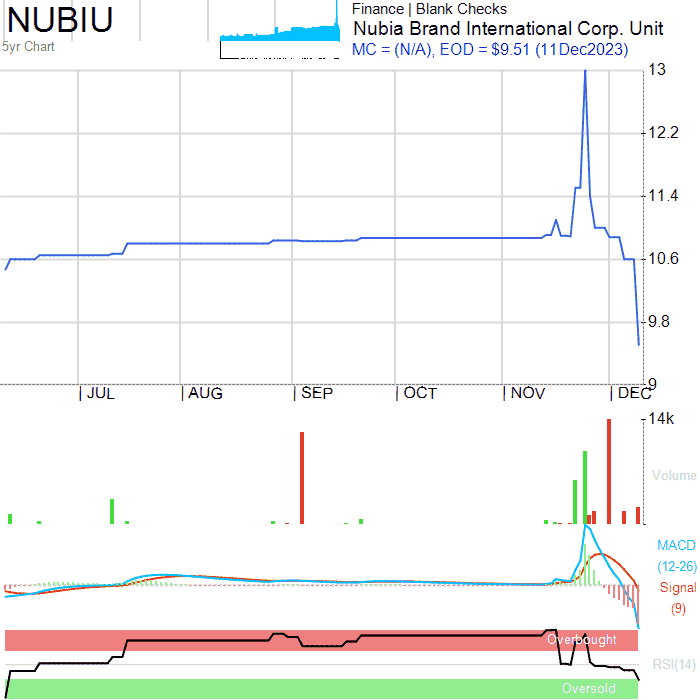 NUBIU
Finance | Blank Checks
Nubia Brand International Corp. Unit
5yr Chart
MC = (N/A), EOD = $9.51 (11Dec2023)
13
12.2
11.4
10.6
9.8
9
| JUL
| AUG
| SEP
| OCT
| NOV
| DEC
14k
Volume
MACD
(12-26)
Signal
(9)
Overbought
RSI(14)
Oversold